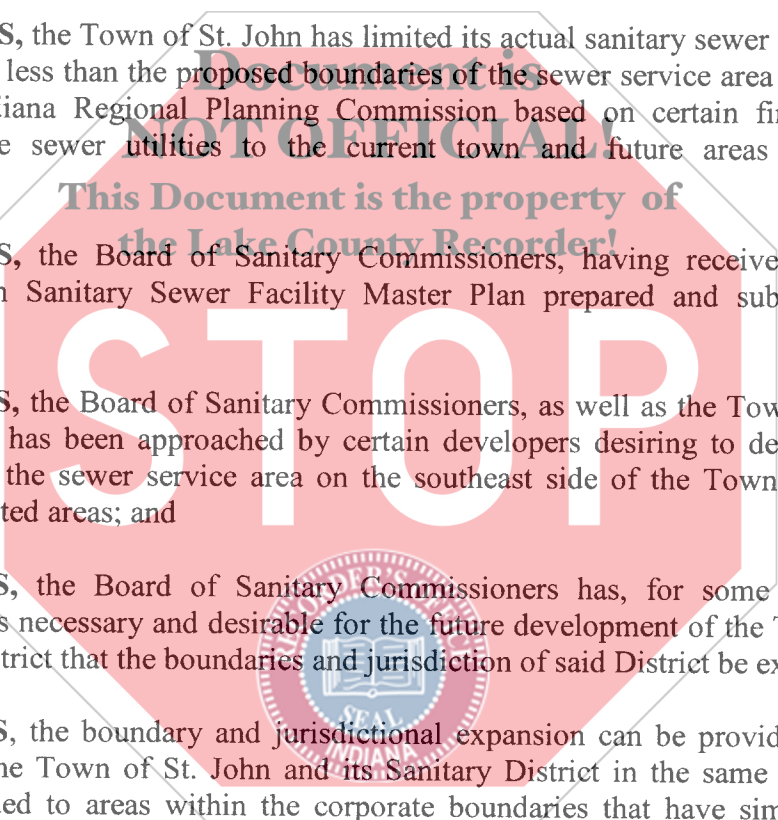 S, the Town of St. John has limited its actual sanitary sewer
less than the proposed boundaries of the sewer service area
Document is
iana Regional Planning Commission based on certain
NOT OFFICIAL!
e sewer utilities to the current town and future areas
This Document is the property of
the Lake County Recorder!
S, the Board of Sanitary Commissioners, having receive
n Sanitary Sewer Facility Master Plan prepared and sub
STOP
S, the Board of Sanitary Commissioners, as well as the Tow
has been approached by certain developers desiring to de
the sewer service area on the southeast side of the Town
ted areas; and
S, the Board of Sanitary Commissioners has, for some
s necessary and desirable for the future development of the
trict that the boundaries and jurisdiction of said District be ex
RECORDER'S OFFICE
SEAL
INDIANA
S, the boundary and jurisdictional expansion can be provid
he Town of St. John and its Sanitary District in the same
ded to areas within the corporate boundaries that have sim